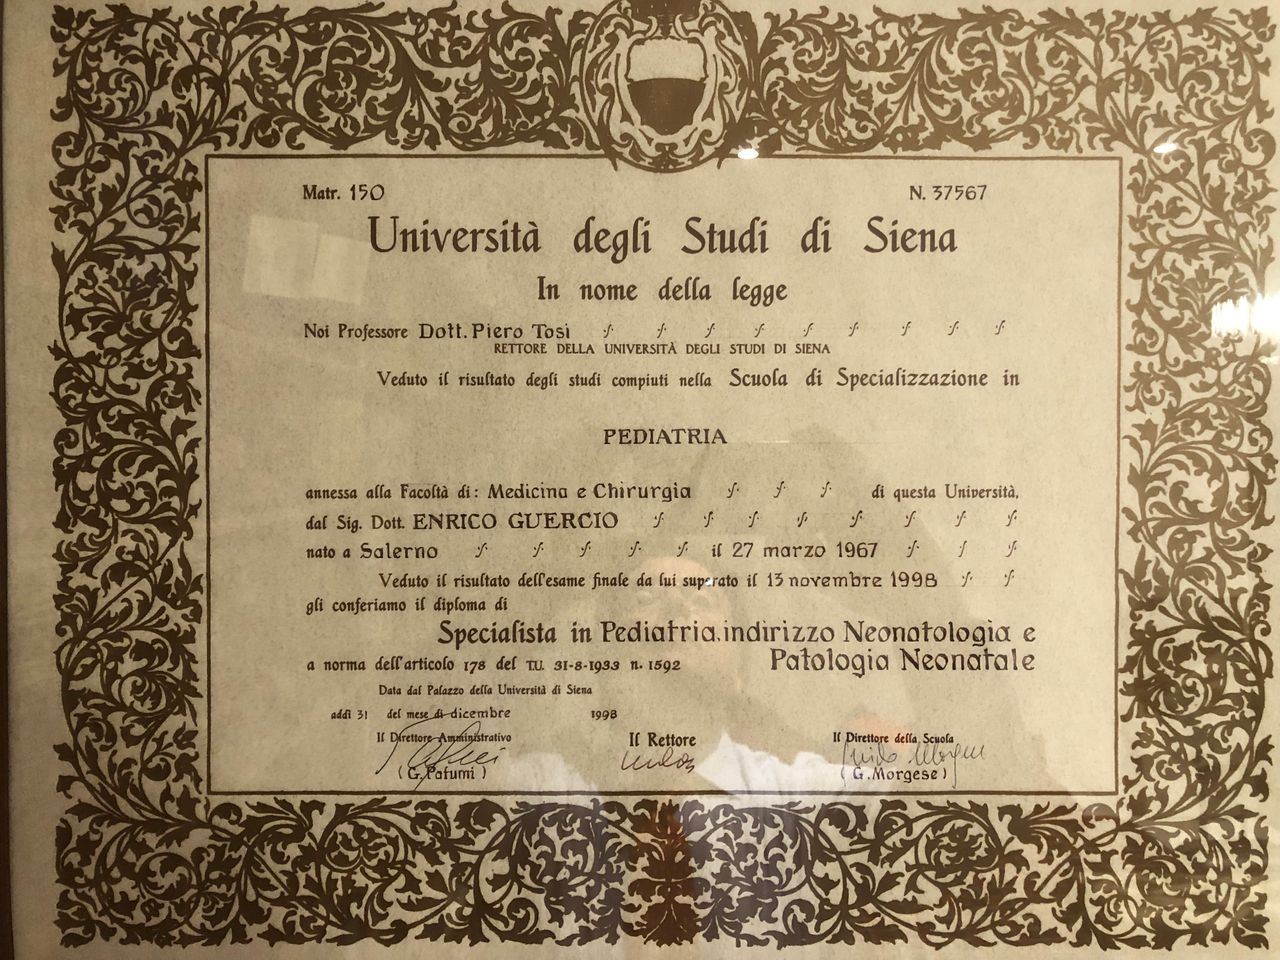 Matr. 150 N. 37567
Università degli Studi di Siena
In nome della legge
Noi Professore Dott. Piero Tosi
RETTORE DELLA UNIVERSITÀ DEGLI STUDI DI SIENA
Veduto il risultato degli studi compiuti nella Scuola di Specializzazione in
PEDIATRIA
annessa alla Facoltà di: Medicina e Chirurgia di questa Università,
dal Sig. Dott. ENRICO GUERCIO
nato a Salerno il 27 marzo 1967
Veduto il risultato dell'esame finale da lui superato il 13 novembre 1998
gli conferiamo il diploma di
Specialista in Pediatria, indirizzo Neonatologia e
a norma dell'articolo 178 del T.U. 31-8-1933 n. 1592 Patologia Neonatale
Data dal Palazzo della Università di Siena
addì 31 del mese di dicembre 1998
Il Direttore Amministrativo Il Rettore Il Direttore della Scuola
Guido Morgese
(G. Patumi) (G. Morgese)